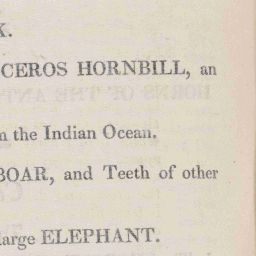 K.
CEROS HORNBILL, an
n the Indian Ocean.
BOAR, and Teeth of other
large ELEPHANT.